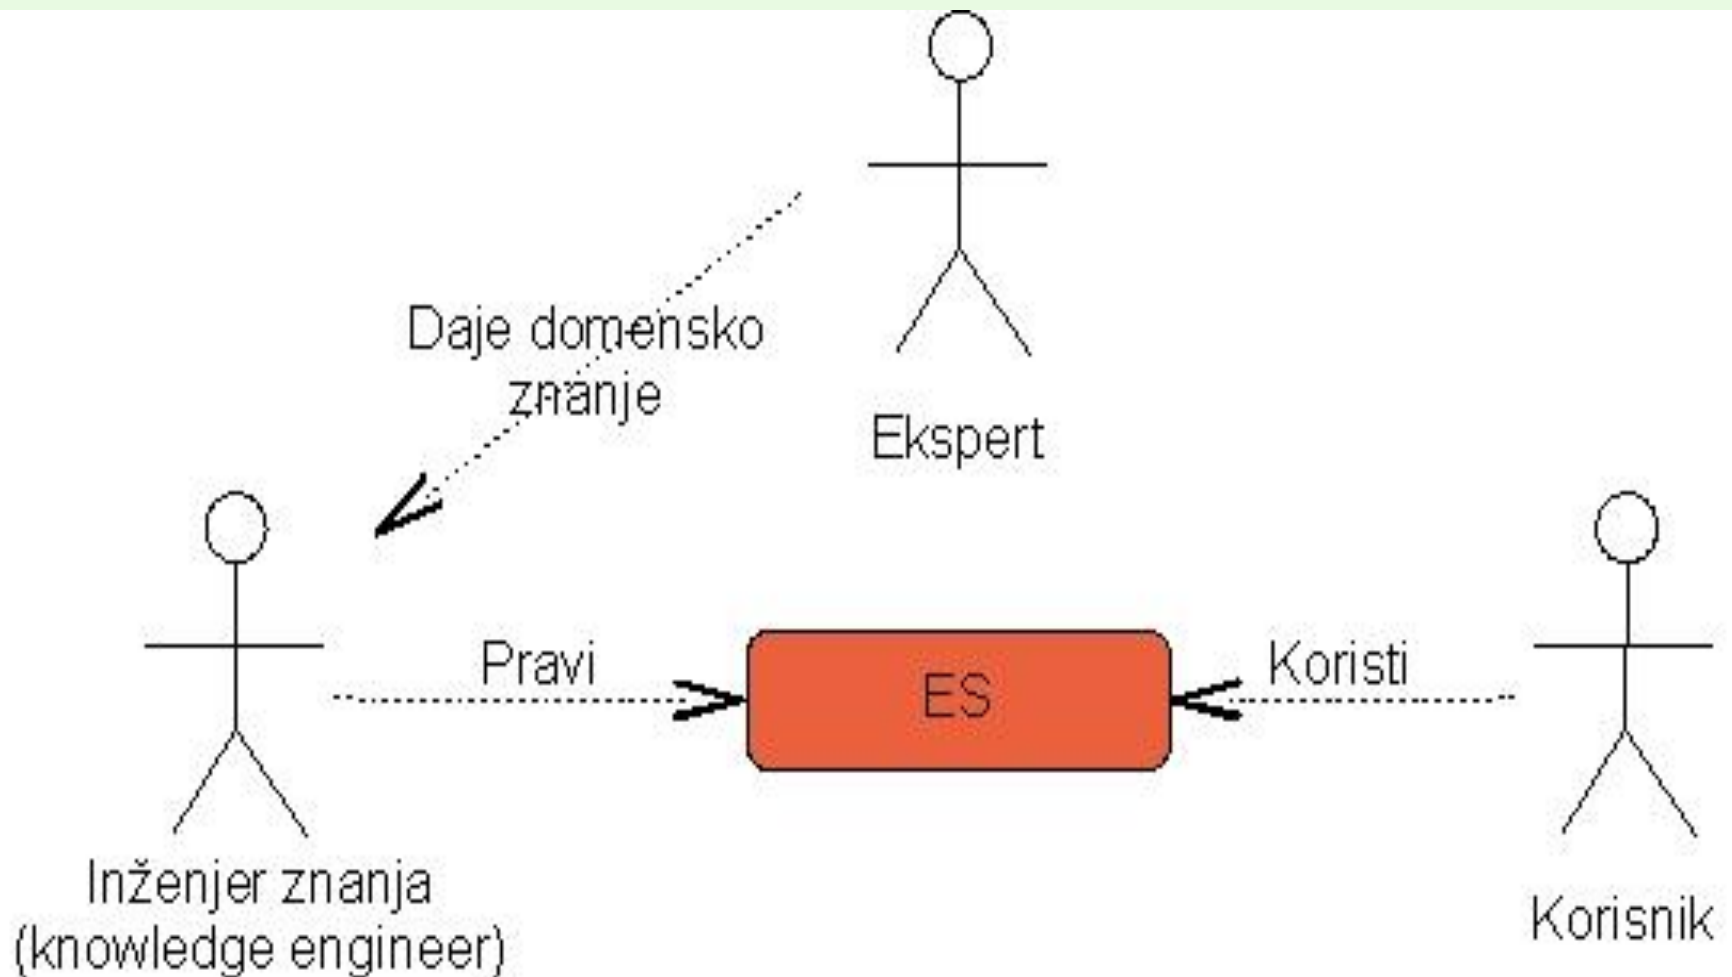 Daje domensko
znanje
Ekspert
Pravi
ES
Koristi
Inženjer znanja
(knowledge engineer)
Korisnik